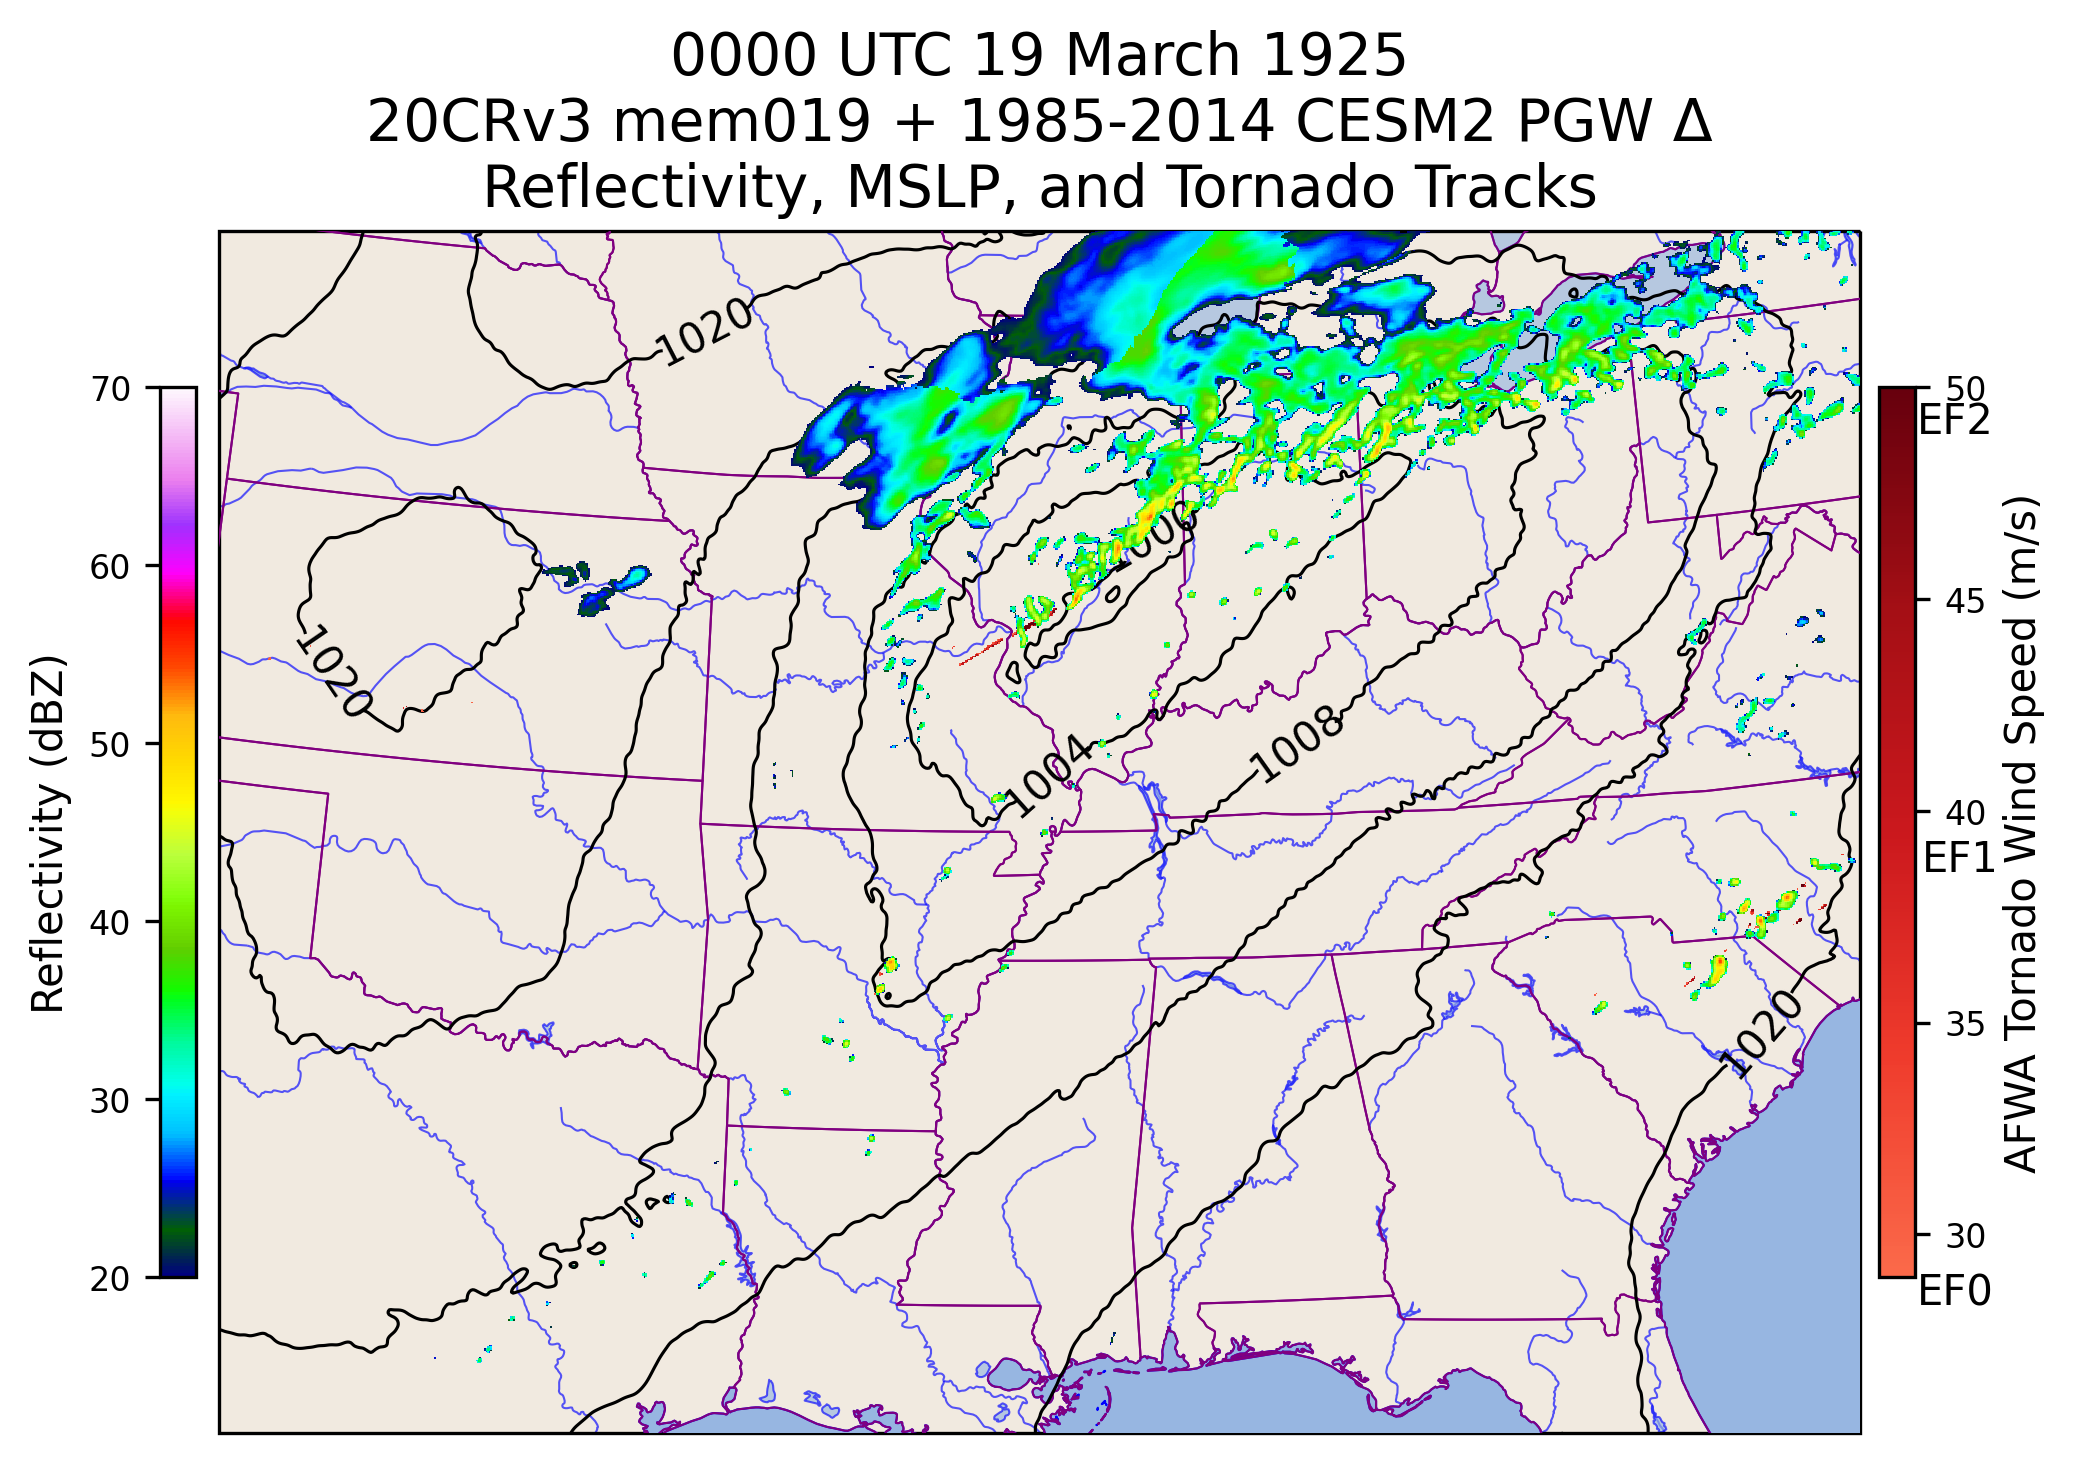 0000 UTC 19 March 1925
20CRv3 mem019 + 1985-2014 CESM2 PGW Δ
Reflectivity, MSLP, and Tornado Tracks
1020
1020
1000
1004
1008
1020
70
60
50
40
30
20
Reflectivity (dBZ)
50
EF2
45
40
EF1
35
30
EF0
AFWA Tornado Wind Speed (m/s)